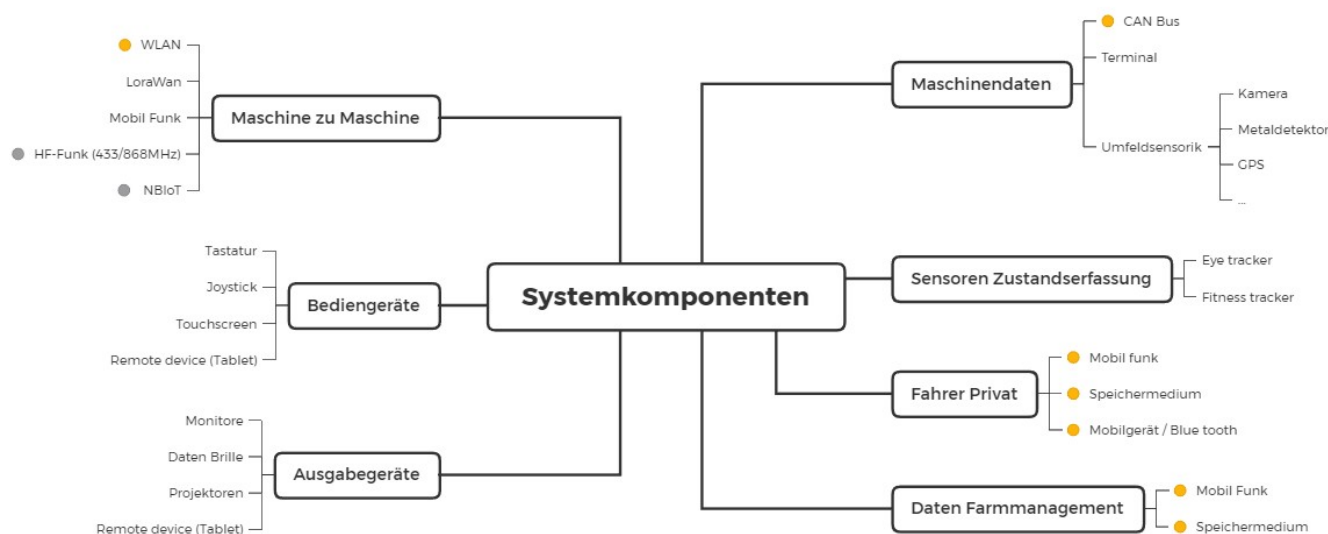 Systemkomponenten
Maschine zu Maschine
WLAN
LoraWan
Mobil Funk
HF-Funk (433/868MHz)
NBIoT
Bediengeräte
Tastatur
Joystick
Touchscreen
Remote device (Tablet)
Ausgabegeräte
Monitore
Daten Brille
Projektoren
Remote device (Tablet)
Maschinendaten
CAN Bus
Terminal
Umfeldsensorik
Kamera
Metaldetektor
GPS
...
Sensoren Zustandserfassung
Eye tracker
Fitness tracker
Fahrer Privat
Mobil funk
Speichermedium
Mobilgerät / Blue tooth
Daten Farmmanagement
Mobil Funk
Speichermedium